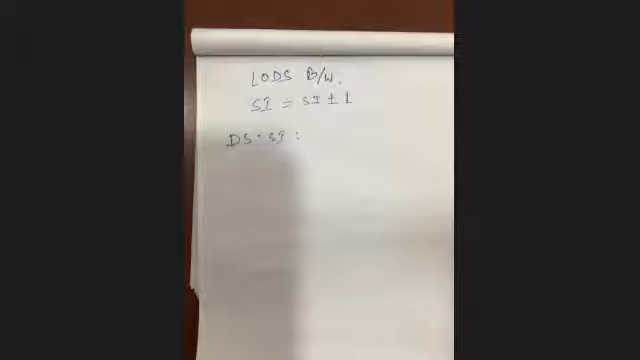 LODS B/W.
SI = SI ± 1
DS: SI :